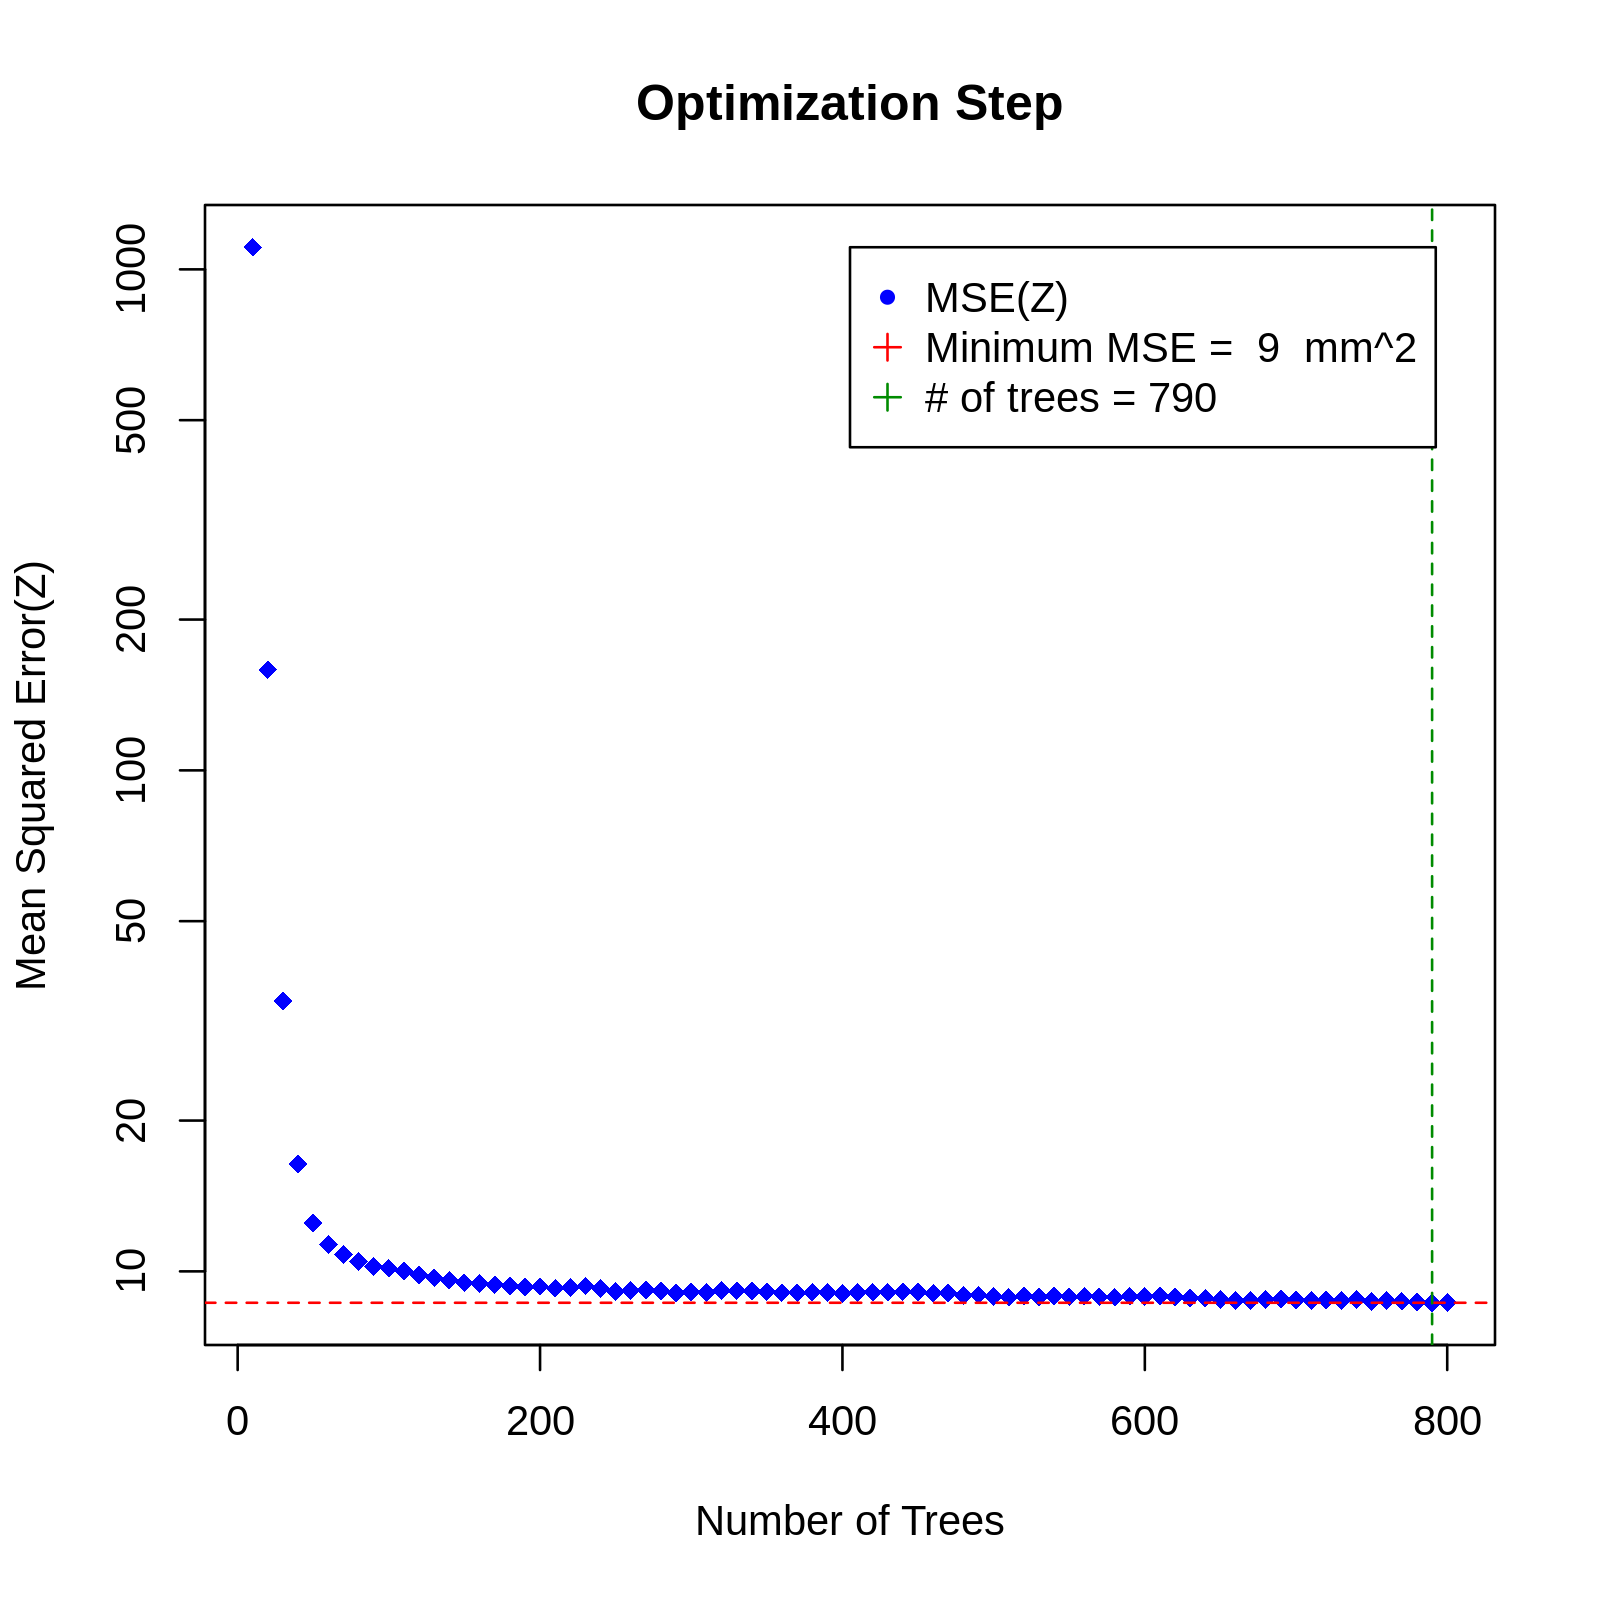 Optimization Step
MSE(Z)
Minimum MSE =  9  mm^2
# of trees = 790
Mean Squared Error(Z)
1000
500
200
100
50
20
10
0 200 400 600 800
Number of Trees